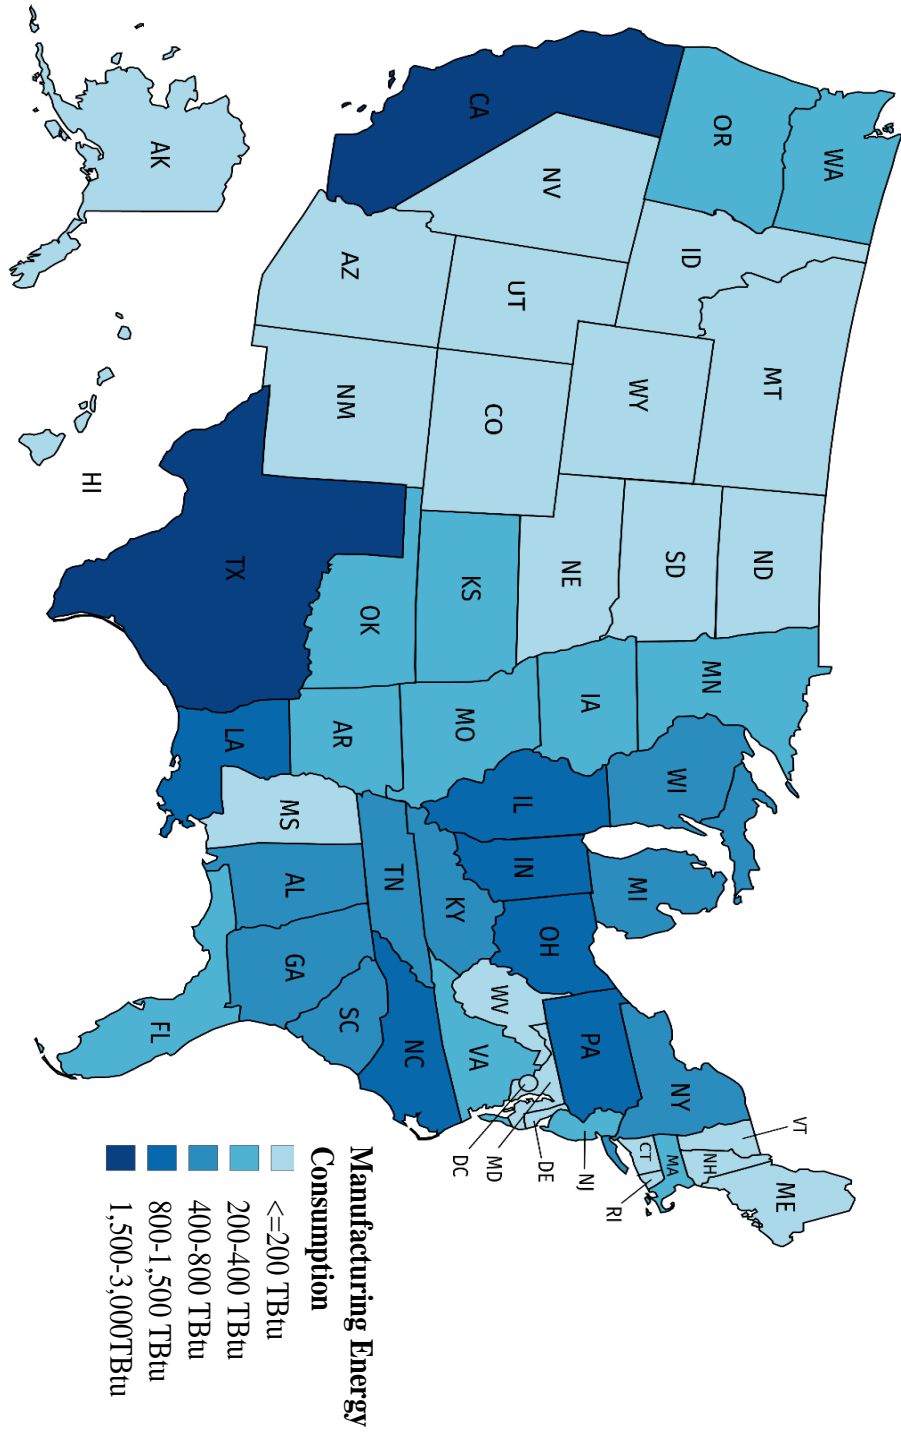 WA
OR
CA
NV
ID
MT
WY
UT
AZ
CO
NM
ND
SD
NE
KS
OK
TX
MN
IA
MO
AR
LA
WI
IL
MI
IN
OH
KY
TN
MS
AL
GA
FL
SC
NC
VA
WV
PA
NY
VT
NH
ME
MA
CT
RI
NJ
DE
MD
DC
AK
HI
Manufacturing Energy
Consumption
<=200 TBtu
200-400 TBtu
400-800 TBtu
800-1,500 TBtu
1,500-3,000TBtu